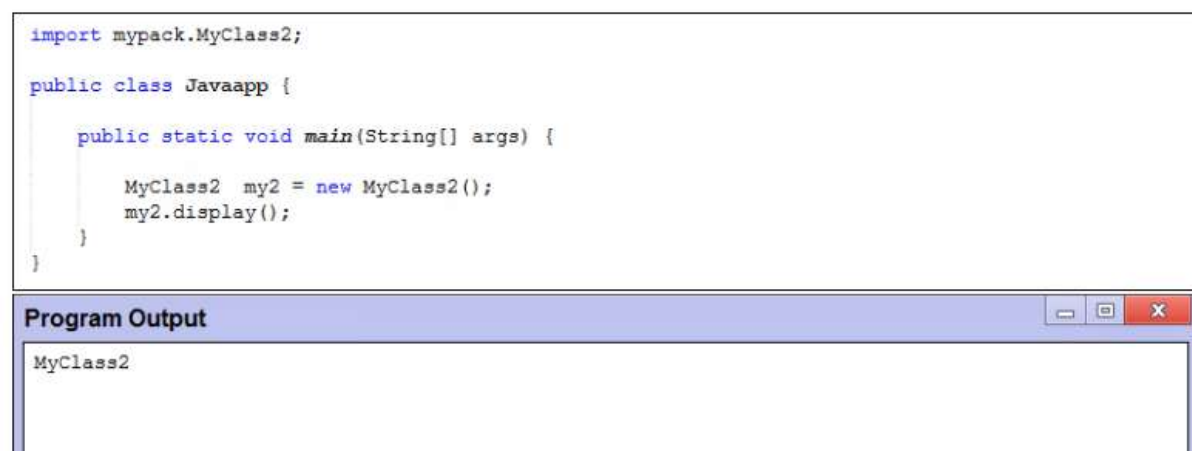 import mypack.MyClass2;
public class Javaapp {
public static void main(String[] args) {
MyClass2  my2 = new MyClass2();
my2.display();
}
}
Program Output
MyClass2